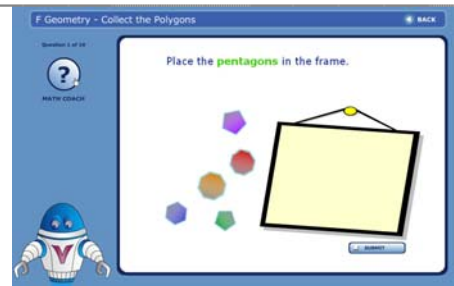 F Geometry - Collect the Polygons
BACK
Question 1 of 10
MATH COACH
Place the pentagons in the frame.
SUBMIT